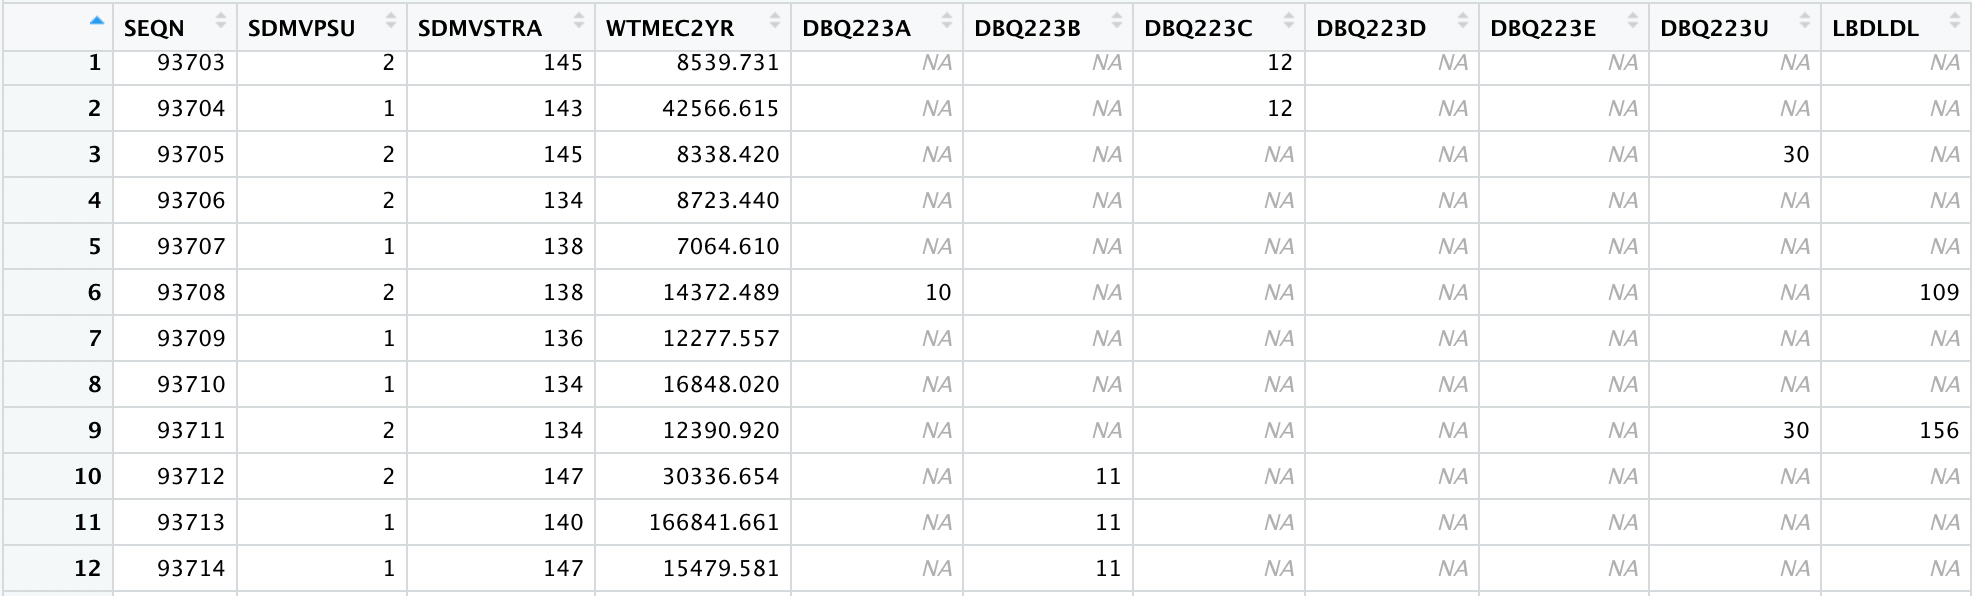 SEQN SDMVPSU SDMVSTRA WTMEC2YR DBQ223A DBQ223B DBQ223C DBQ223D DBQ223E DBQ223U LBDLDL
1 93703 2 145 8539.731 NA NA 12 NA NA NA NA
2 93704 1 143 42566.615 NA NA 12 NA NA NA NA
3 93705 2 145 8338.420 NA NA NA NA NA 30 NA
4 93706 2 134 8723.440 NA NA NA NA NA NA NA
5 93707 1 138 7064.610 NA NA NA NA NA NA NA
6 93708 2 138 14372.489 10 NA NA NA NA NA 109
7 93709 1 136 12277.557 NA NA NA NA NA NA NA
8 93710 1 134 16848.020 NA NA NA NA NA NA NA
9 93711 2 134 12390.920 NA NA NA NA NA 30 156
10 93712 2 147 30336.654 NA 11 NA NA NA NA NA
11 93713 1 140 166841.661 NA 11 NA NA NA NA NA
12 93714 1 147 15479.581 NA 11 NA NA NA NA NA